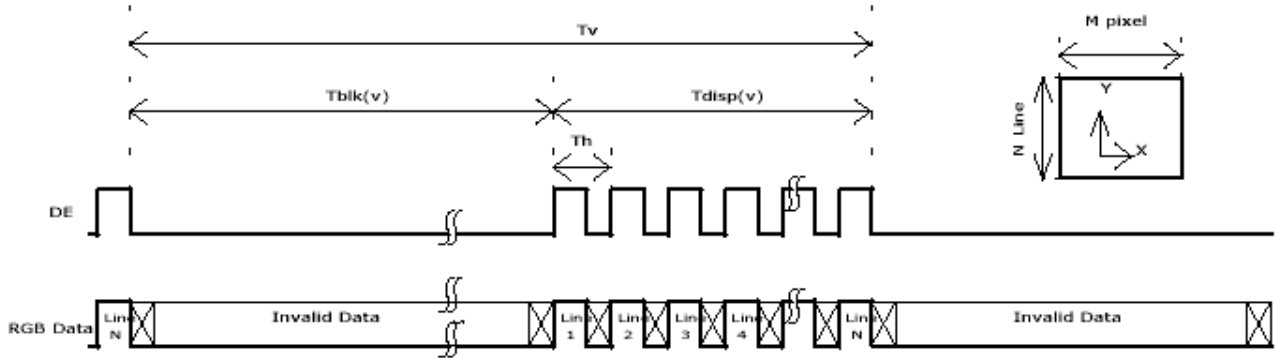 Tv
M pixel
Tblk(v)
Tdisp(v)
N Line
Y
X
Th
DE
RGB Data
Line
N
Invalid Data
Line
1
Line
2
Line
3
Line
4
Line
N
Invalid Data